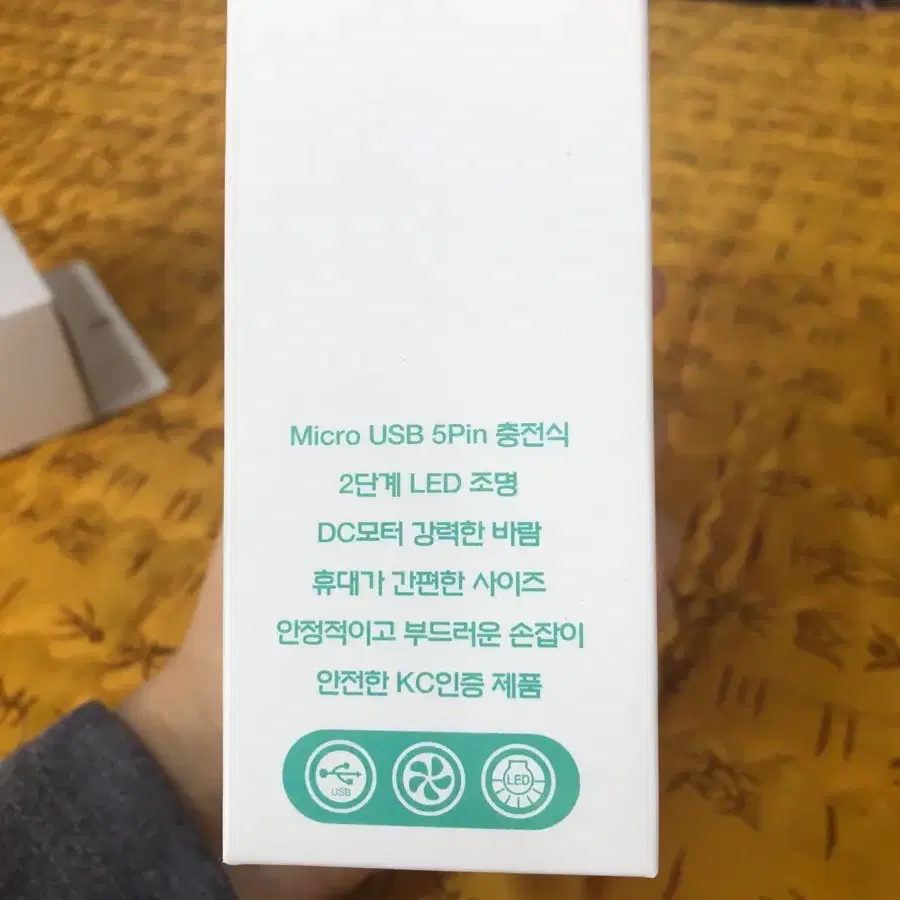 Micro USB 5Pin 충전식
2단계 LED 조명
DC모터 강력한 바람
휴대가 간편한 사이즈
안정적이고 부드러운 손잡이
안전한 KC인증 제품
USB
LED